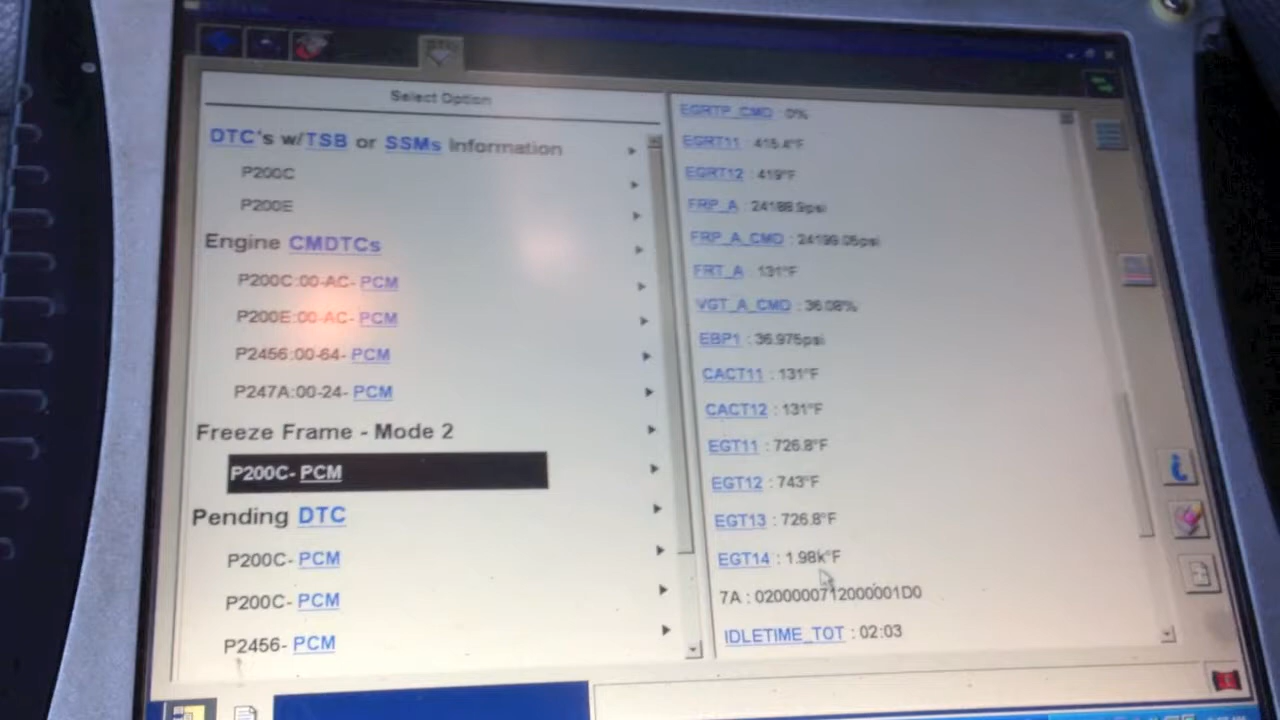 Select Option
DTC's w/TSB or SSMs Information
P200C
P200E
Engine CMDTCs
P200C:00-AC- PCM
P200E:00-AC- PCM
P2456:00-64- PCM
P247A:00-24- PCM
Freeze Frame - Mode 2
P200C- PCM
Pending DTC
P200C- PCM
P200C- PCM
P2456- PCM
EGRTP_CMD : 0%
EGRT11 : 415.4°F
EGRT12 : 419°F
FRP_A : 24188.9psi
FRP_A_CMD : 24199.05psi
FRT_A : 131°F
VGT_A_CMD : 36.08%
EBP1 : 36.975psi
CACT11 : 131°F
CACT12 : 131°F
EGT11 : 726.8°F
EGT12 : 743°F
EGT13 : 726.8°F
EGT14 : 1.98k°F
7A : 0200000712000001D0
IDLETIME_TOT : 02:03